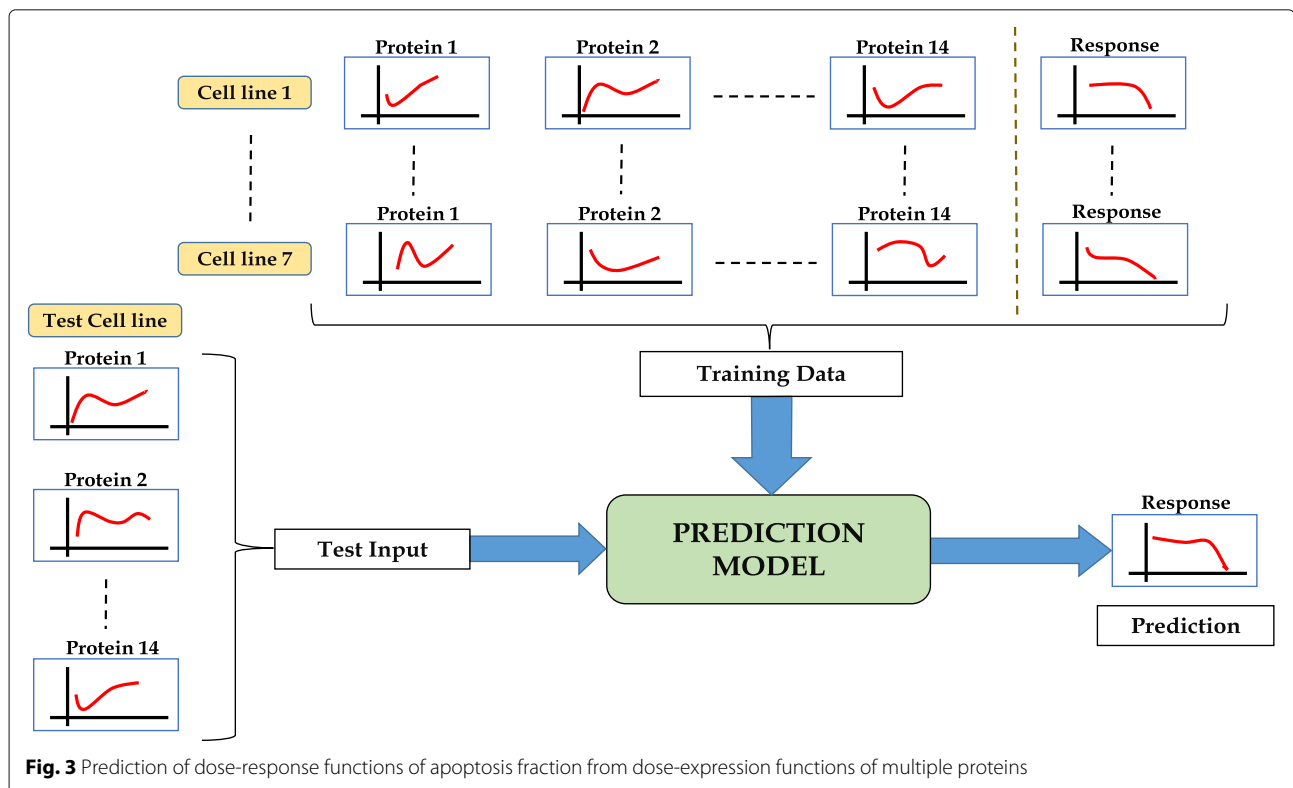 Protein 1
Protein 2
Protein 14
Response
Cell line 1
Protein 1
Protein 2
Protein 14
Response
Cell line 7
Test Cell line
Protein 1
Training Data
Protein 2
Test Input
PREDICTION
MODEL
Response
Prediction
Protein 14
Fig. 3 Prediction of dose-response functions of apoptosis fraction from dose-expression functions of multiple proteins